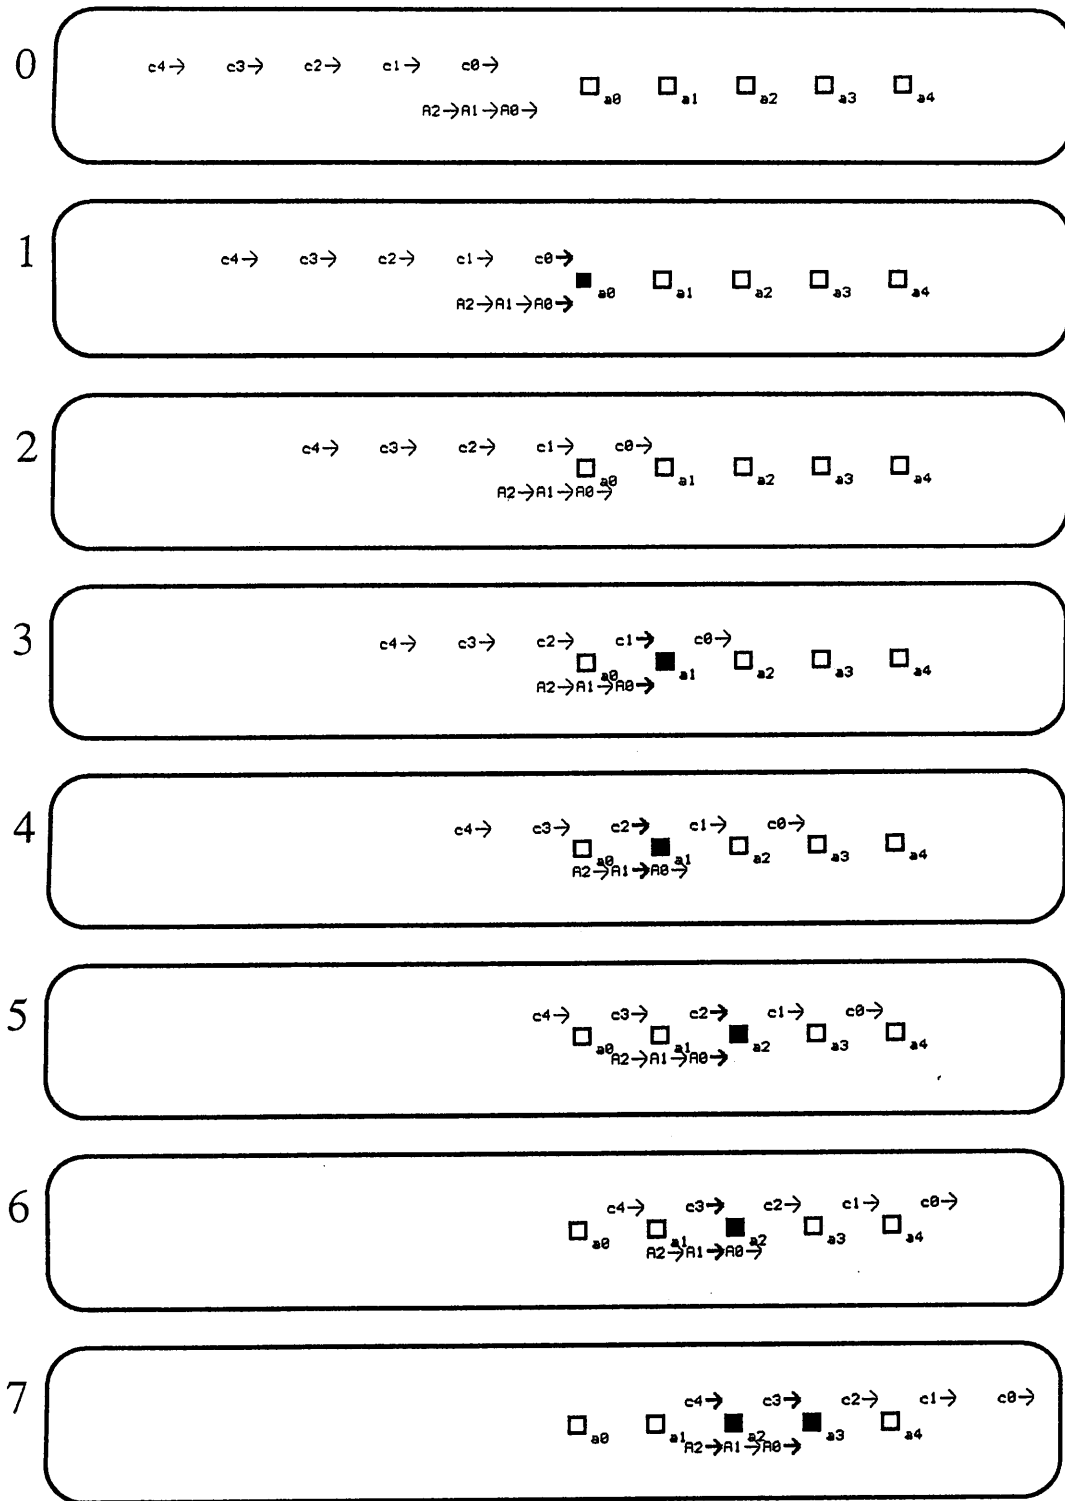 0
c4→ c3→ c2→ c1→ c0→
a0 a1 a2 a3 a4
A2→A1→A0→
1
c4→ c3→ c2→ c1→ c0→
a0 a1 a2 a3 a4
A2→A1→A0→
2
c4→ c3→ c2→ c1→ c0→
a0 a1 a2 a3 a4
A2→A1→A0→
3
c4→ c3→ c2→ c1→ c0→
a0 a1 a2 a3 a4
A2→A1→A0→
4
c4→ c3→ c2→ c1→ c0→
a0 a1 a2 a3 a4
A2→A1→A0→
5
c4→ c3→ c2→ c1→ c0→
a0 a1 a2 a3 a4
A2→A1→A0→
6
c4→ c3→ c2→ c1→ c0→
a0 a1 a2 a3 a4
A2→A1→A0→
7
c4→ c3→ c2→ c1→ c0→
a0 a1 a2 a3 a4
A2→A1→A0→